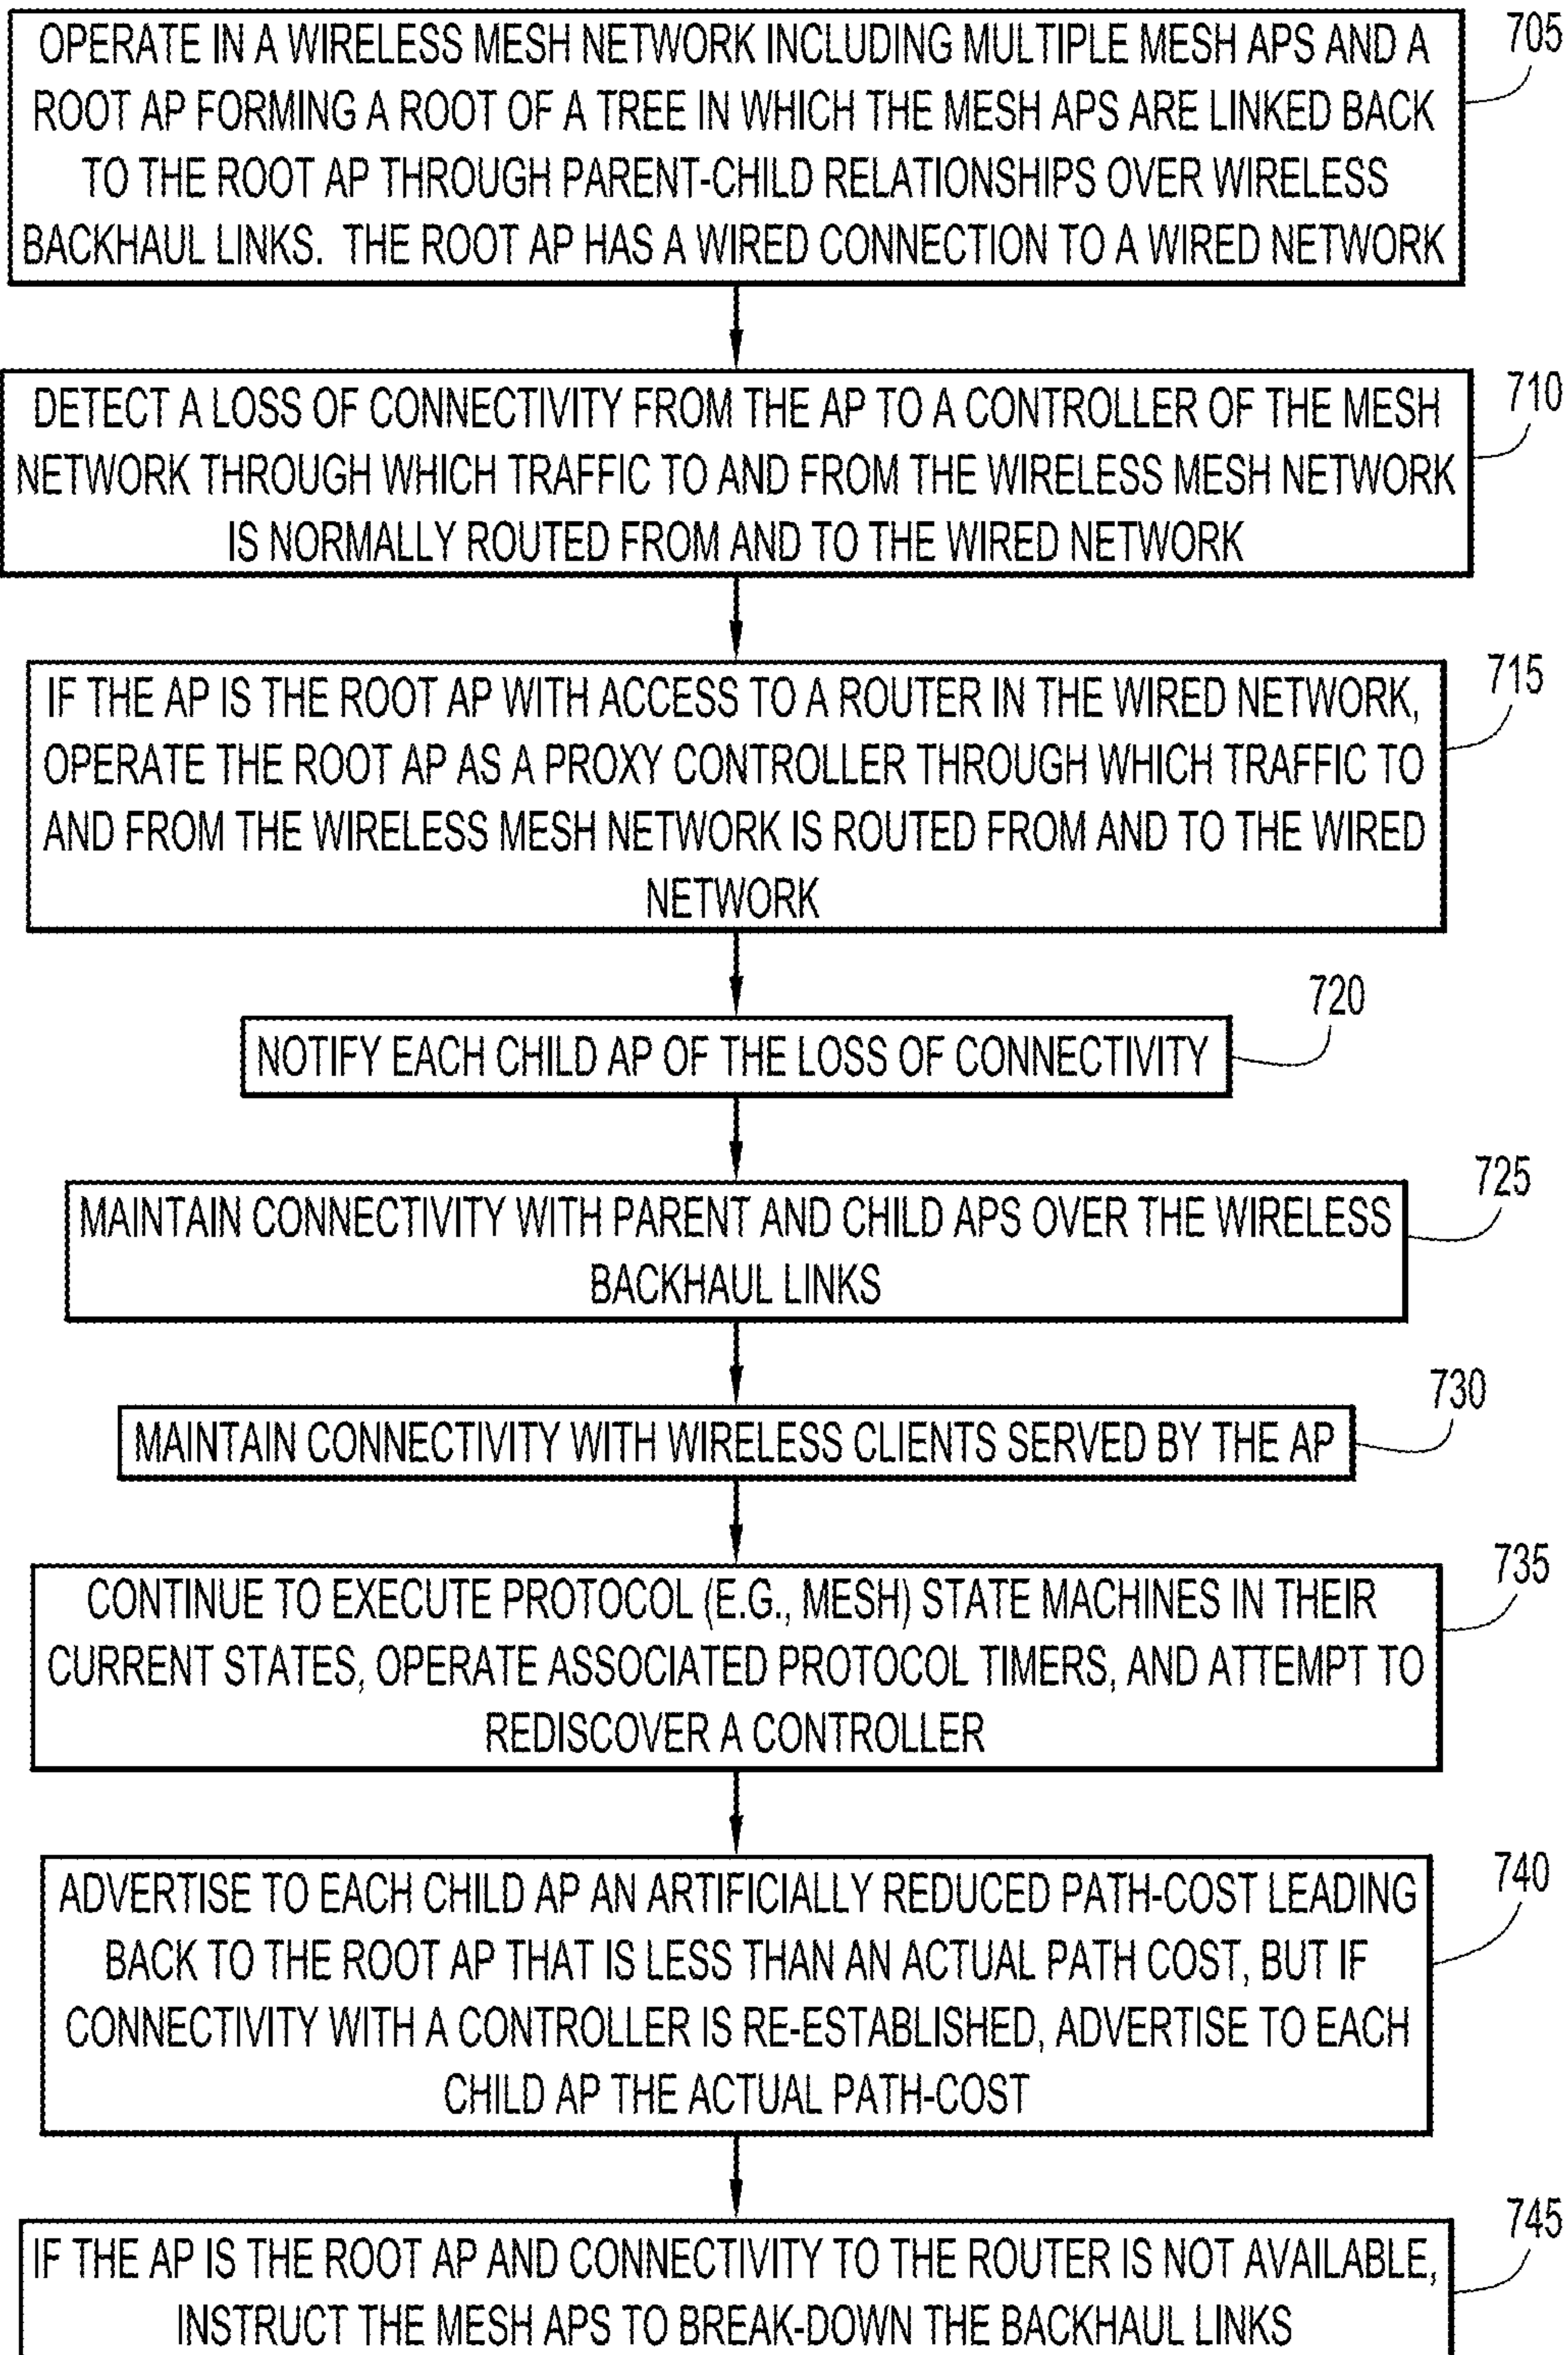 OPERATE IN A WIRELESS MESH NETWORK INCLUDING MULTIPLE MESH APS AND A
ROOT AP FORMING A ROOT OF A TREE IN WHICH THE MESH APS ARE LINKED BACK
TO THE ROOT AP THROUGH PARENT-CHILD RELATIONSHIPS OVER WIRELESS
BACKHAUL LINKS. THE ROOT AP HAS A WIRED CONNECTION TO A WIRED NETWORK
705
DETECT A LOSS OF CONNECTIVITY FROM THE AP TO A CONTROLLER OF THE MESH
NETWORK THROUGH WHICH TRAFFIC TO AND FROM THE WIRELESS MESH NETWORK
IS NORMALLY ROUTED FROM AND TO THE WIRED NETWORK
710
IF THE AP IS THE ROOT AP WITH ACCESS TO A ROUTER IN THE WIRED NETWORK,
OPERATE THE ROOT AP AS A PROXY CONTROLLER THROUGH WHICH TRAFFIC TO
AND FROM THE WIRELESS MESH NETWORK IS ROUTED FROM AND TO THE WIRED
NETWORK
715
NOTIFY EACH CHILD AP OF THE LOSS OF CONNECTIVITY
720
MAINTAIN CONNECTIVITY WITH PARENT AND CHILD APS OVER THE WIRELESS
BACKHAUL LINKS
725
MAINTAIN CONNECTIVITY WITH WIRELESS CLIENTS SERVED BY THE AP
730
CONTINUE TO EXECUTE PROTOCOL (E.G., MESH) STATE MACHINES IN THEIR
CURRENT STATES, OPERATE ASSOCIATED PROTOCOL TIMERS, AND ATTEMPT TO
REDISCOVER A CONTROLLER
735
ADVERTISE TO EACH CHILD AP AN ARTIFICIALLY REDUCED PATH-COST LEADING
BACK TO THE ROOT AP THAT IS LESS THAN AN ACTUAL PATH COST, BUT IF
CONNECTIVITY WITH A CONTROLLER IS RE-ESTABLISHED, ADVERTISE TO EACH
CHILD AP THE ACTUAL PATH-COST
740
IF THE AP IS THE ROOT AP AND CONNECTIVITY TO THE ROUTER IS NOT AVAILABLE,
INSTRUCT THE MESH APS TO BREAK-DOWN THE BACKHAUL LINKS
745